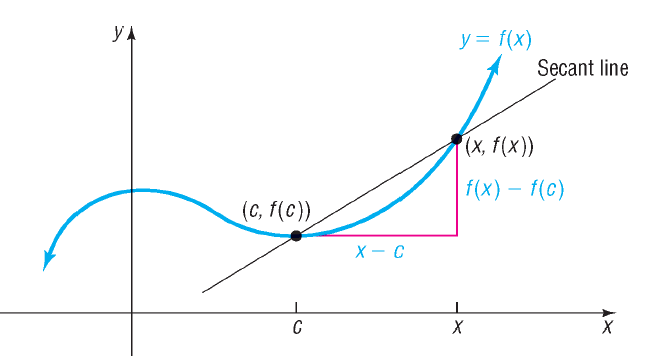 y
y = f(x)
Secant line
(x, f(x))
f(x) − f(c)
(c, f(c))
x − c
c
x
x